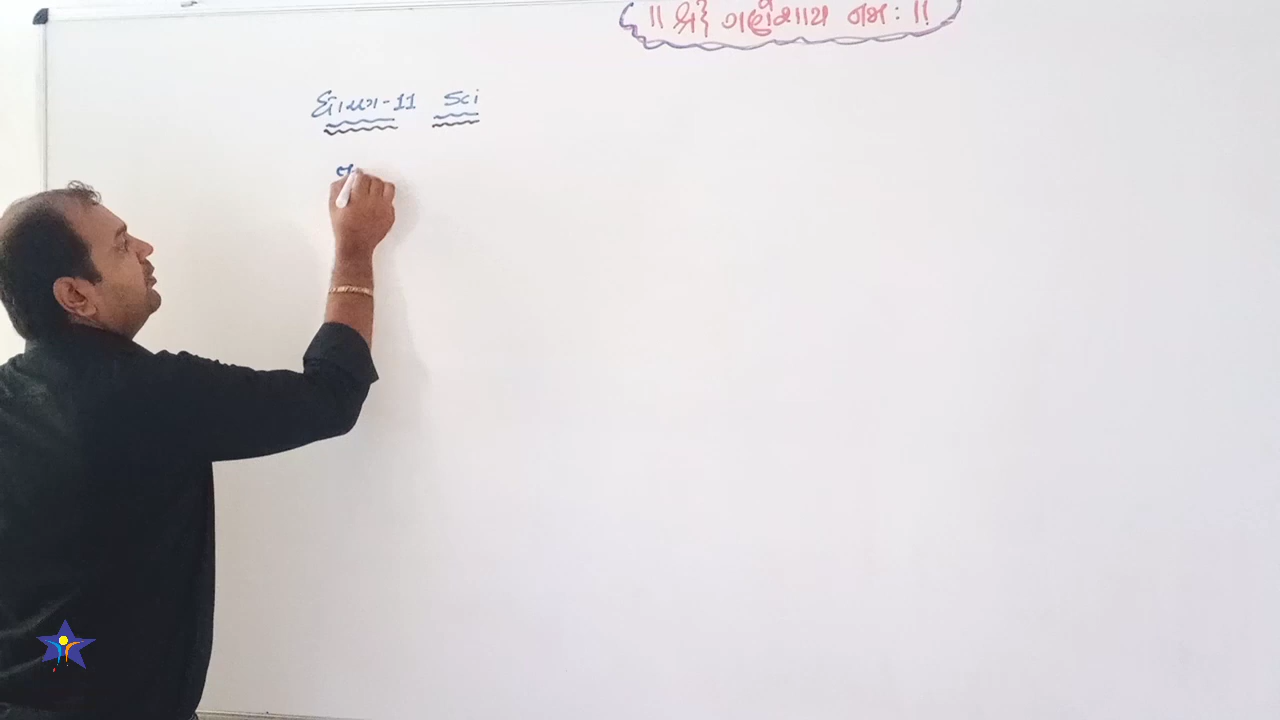 ॥ શ્રી ગણેશાય નમઃ ॥
ધોરણ-11 Sci
જ